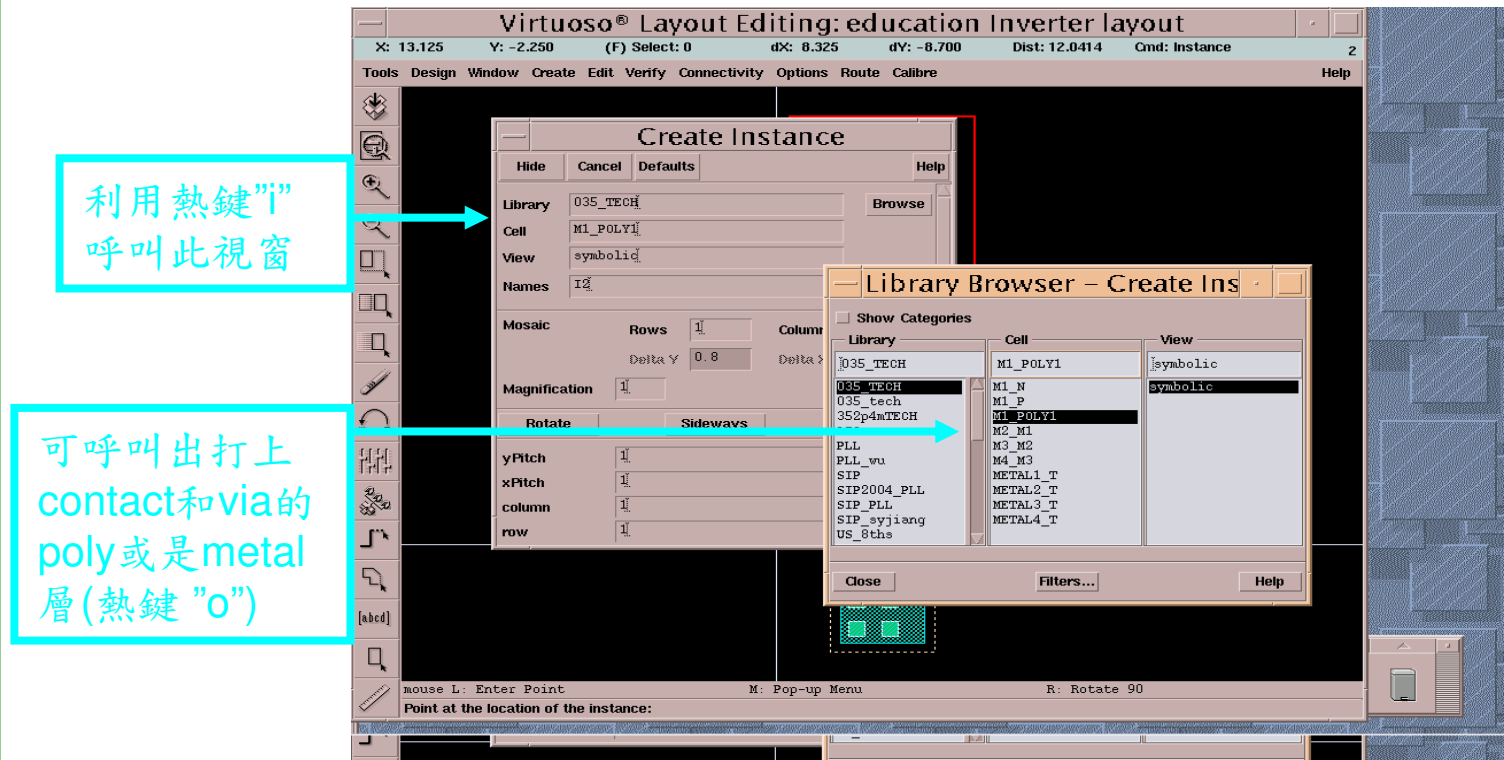 Virtuoso® Layout Editing: education Inverter layout
X: 13.125 Y: -2.250 (F) Select: 0 dX: 8.325 dY: -8.700 Dist: 12.0414 Cmd: Instance 2
Tools Design Window Create Edit Verify Connectivity Options Route Calibre Help
利用熱鍵"i"
呼叫此視窗
可呼叫出打上
contact和via的
poly或是metal
層(熱鍵 "o")
[abcd]
Create Instance
Hide Cancel Defaults Help
Library 035_TECH Browse
Cell M1_POLY1
View symbolic
Names I2
Mosaic Rows 1 Column
Delta Y 0.8 Delta X
Magnification 1
Rotate Sideways
yPitch 1
xPitch 1
column 1
row 1
Library Browser – Create Ins
Show Categories
Library Cell View
035_TECH M1_POLY1 symbolic
035_TECH M1_N symbolic
035_tech M1_P
352p4mTECH M1_POLY1
M2_M1
PLL M3_M2
PLL_wu M4_M3
SIP METAL1_T
SIP2004_PLL METAL2_T
SIP_PLL METAL3_T
SIP_syjiang METAL4_T
US_8ths
Close Filters... Help
mouse L: Enter Point M: Pop-up Menu R: Rotate 90
Point at the location of the instance: